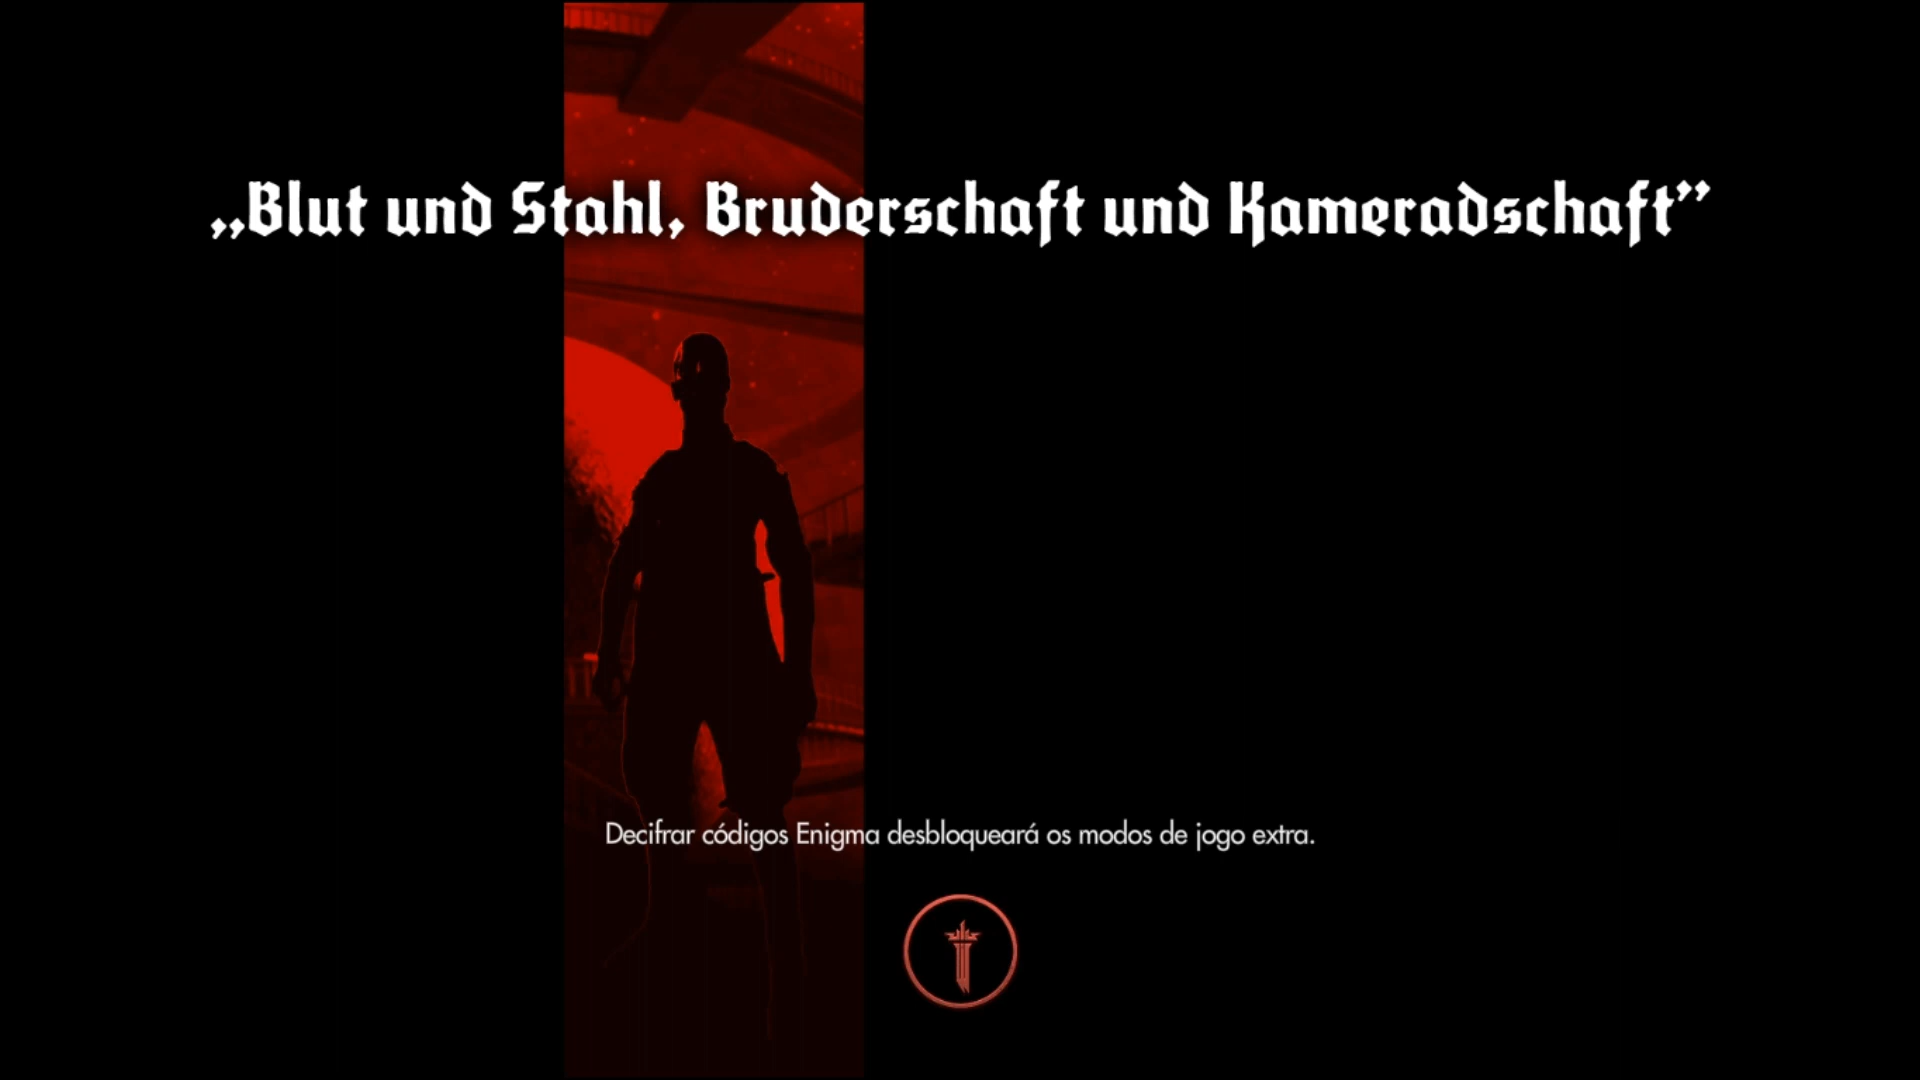 „Blut und Stahl, Bruderschaft und Kameradschaft”
Decifrar códigos Enigma desbloqueará os modos de jogo extra.